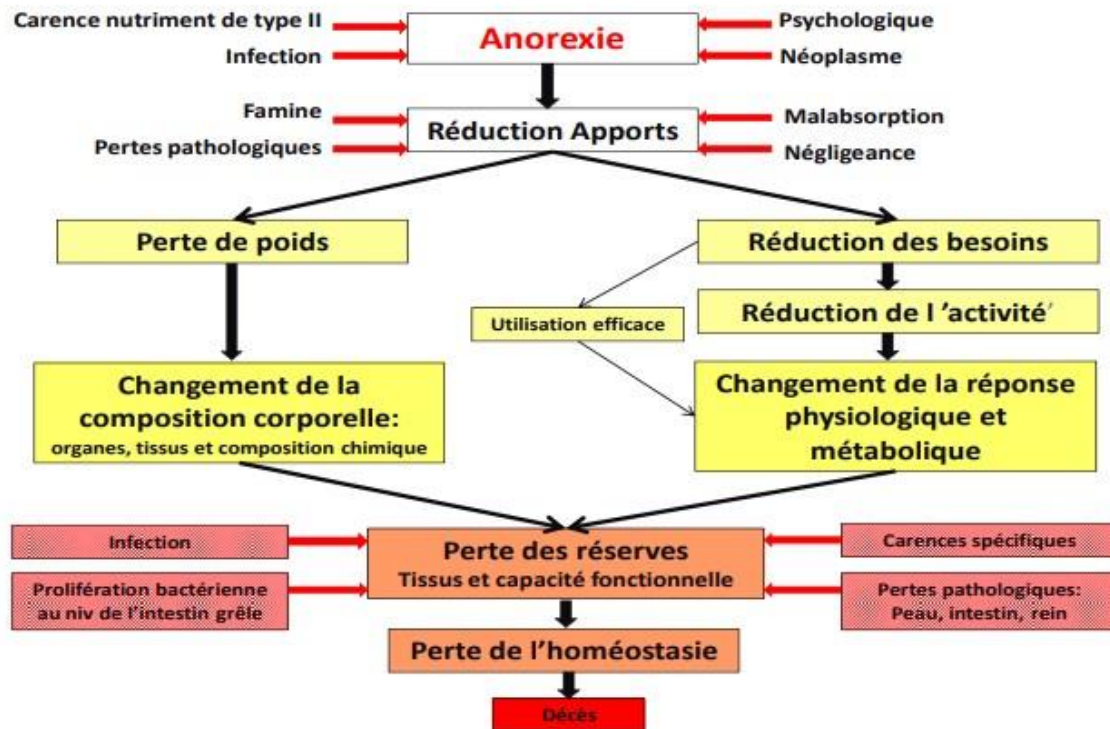 Carence nutriment de type II
Psychologique
Anorexie
Infection
Néoplasme
Famine
Malabsorption
Réduction Apports
Pertes pathologiques
Négligeance
Perte de poids
Réduction des besoins
Utilisation efficace
Réduction de l 'activité'
Changement de la
composition corporelle:
organes, tissus et composition chimique
Changement de la réponse
physiologique et
métabolique
Infection
Perte des réserves
Tissus et capacité fonctionnelle
Carences spécifiques
Prolifération bactérienne
au niv de l'intestin grêle
Pertes pathologiques:
Peau, intestin, rein
Perte de l'homéostasie
Décès